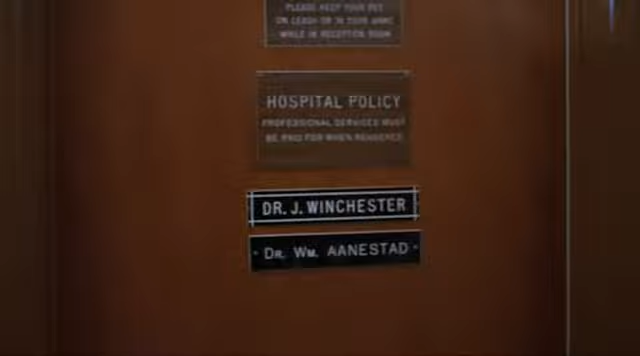 PLEASE KEEP YOUR PET
ON LEASH OR IN YOUR ARMS
WHILE IN RECEPTION ROOM
HOSPITAL POLICY
PROFESSIONAL SERVICES MUST
BE PAID FOR WHEN RENDERED
DR. J. WINCHESTER
DR. WM. AANESTAD